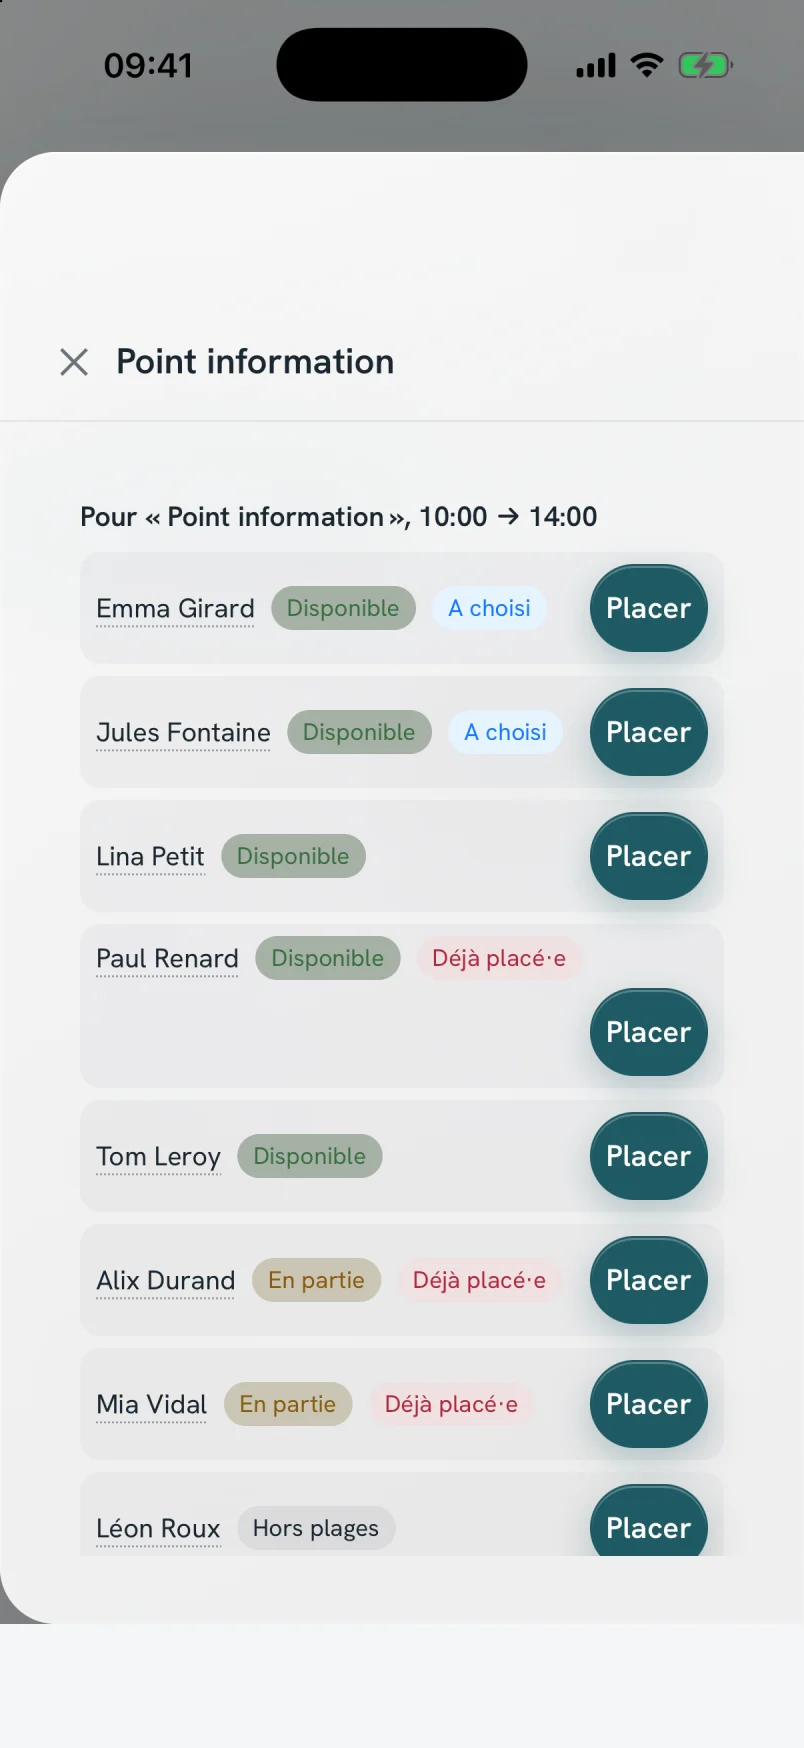 09:41
Point information
Pour « Point information », 10:00 → 14:00
Emma Girard Disponible A choisi Placer
Jules Fontaine Disponible A choisi Placer
Lina Petit Disponible Placer
Paul Renard Disponible Déjà placé·e
Placer
Tom Leroy Disponible Placer
Alix Durand En partie Déjà placé·e Placer
Mia Vidal En partie Déjà placé·e Placer
Léon Roux Hors plages Placer